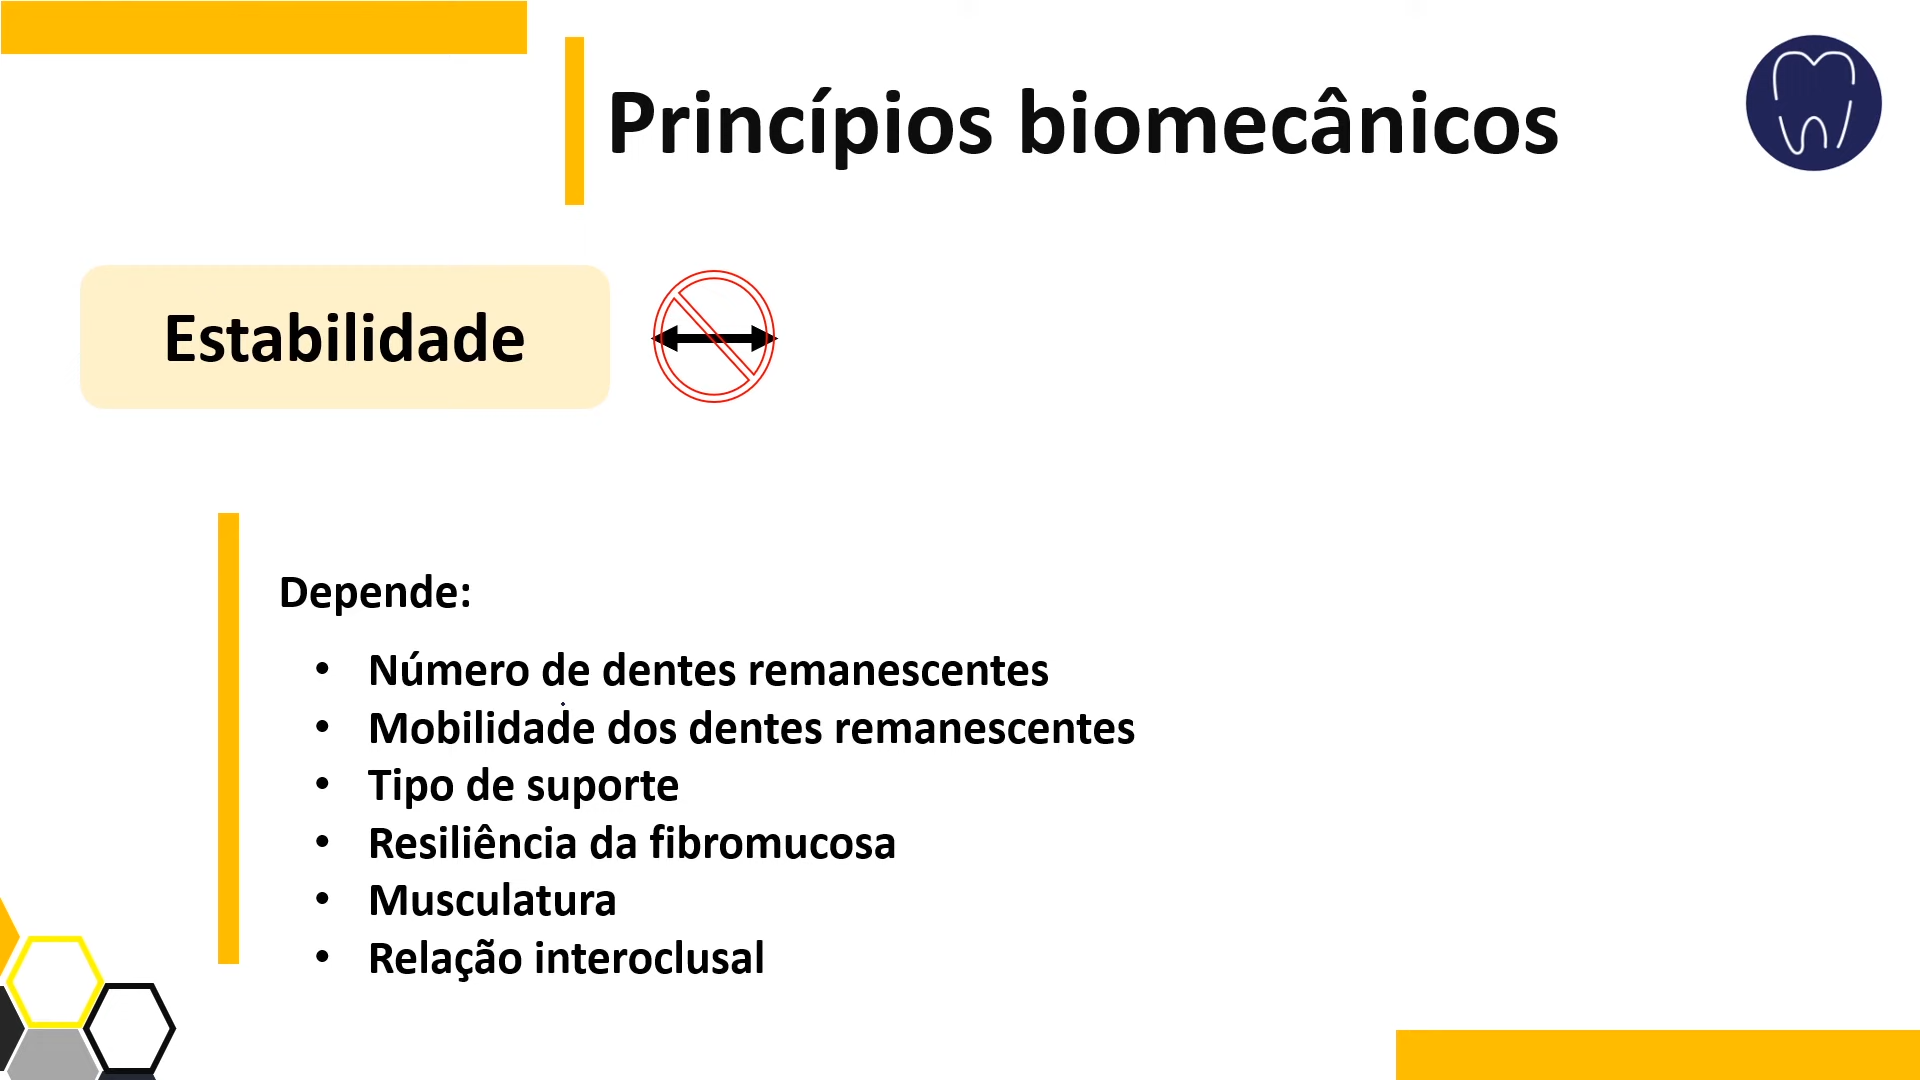 Princípios biomecânicos
Estabilidade
Depende:
• Número de dentes remanescentes
• Mobilidade dos dentes remanescentes
• Tipo de suporte
• Resiliência da fibromucosa
• Musculatura
• Relação interoclusal